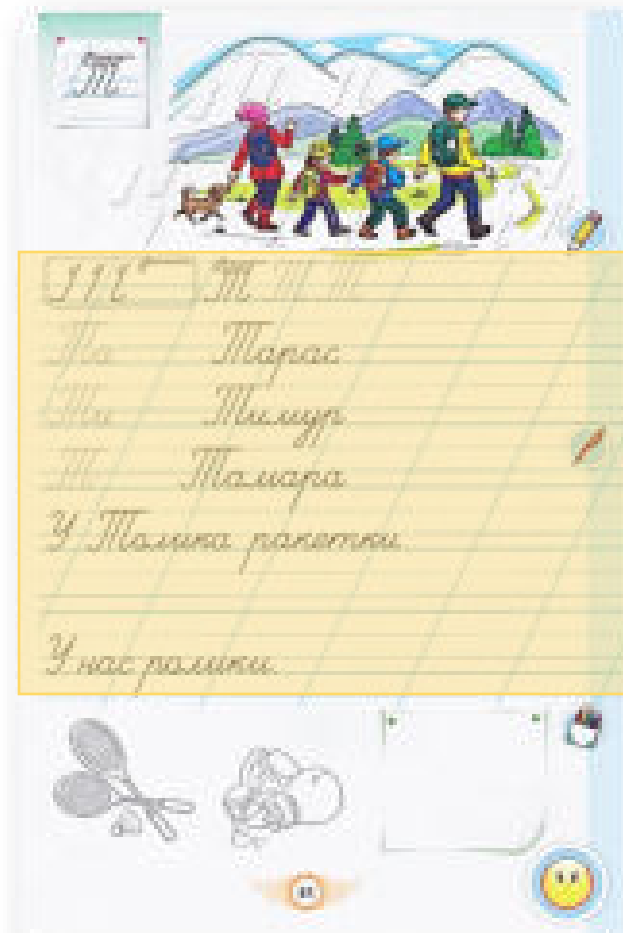 Т
Т Т Т
Та Тарас
Ти Тимур
Т Тамара
У Толика ракетки.
У нас ролики.